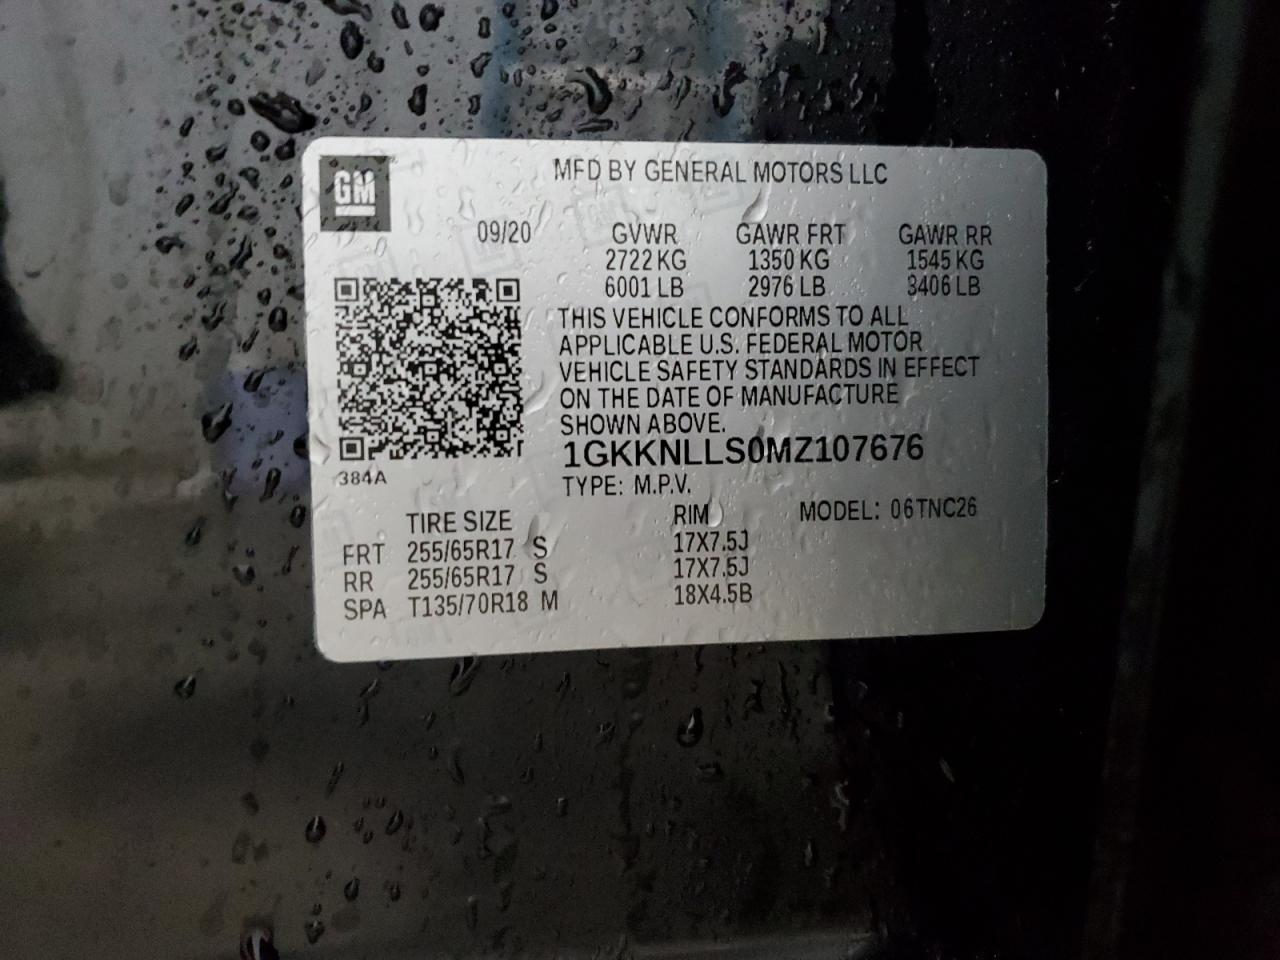 GM
MFD BY GENERAL MOTORS LLC
09/20 GVWR GAWR FRT GAWR RR
2722 KG 1350 KG 1545 KG
6001 LB 2976 LB 3406 LB
THIS VEHICLE CONFORMS TO ALL
APPLICABLE U.S. FEDERAL MOTOR
VEHICLE SAFETY STANDARDS IN EFFECT
ON THE DATE OF MANUFACTURE
SHOWN ABOVE.
1GKKNLLS0MZ107676
384A
TYPE: M.P.V.
TIRE SIZE RIM MODEL: 06TNC26
FRT 255/65R17 S 17X7.5J
RR 255/65R17 S 17X7.5J
SPA T135/70R18 M 18X4.5B